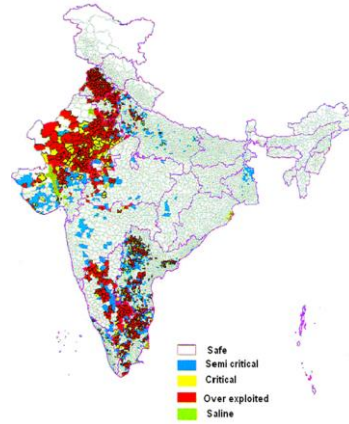 Safe
Semi critical
Critical
Over exploited
Saline